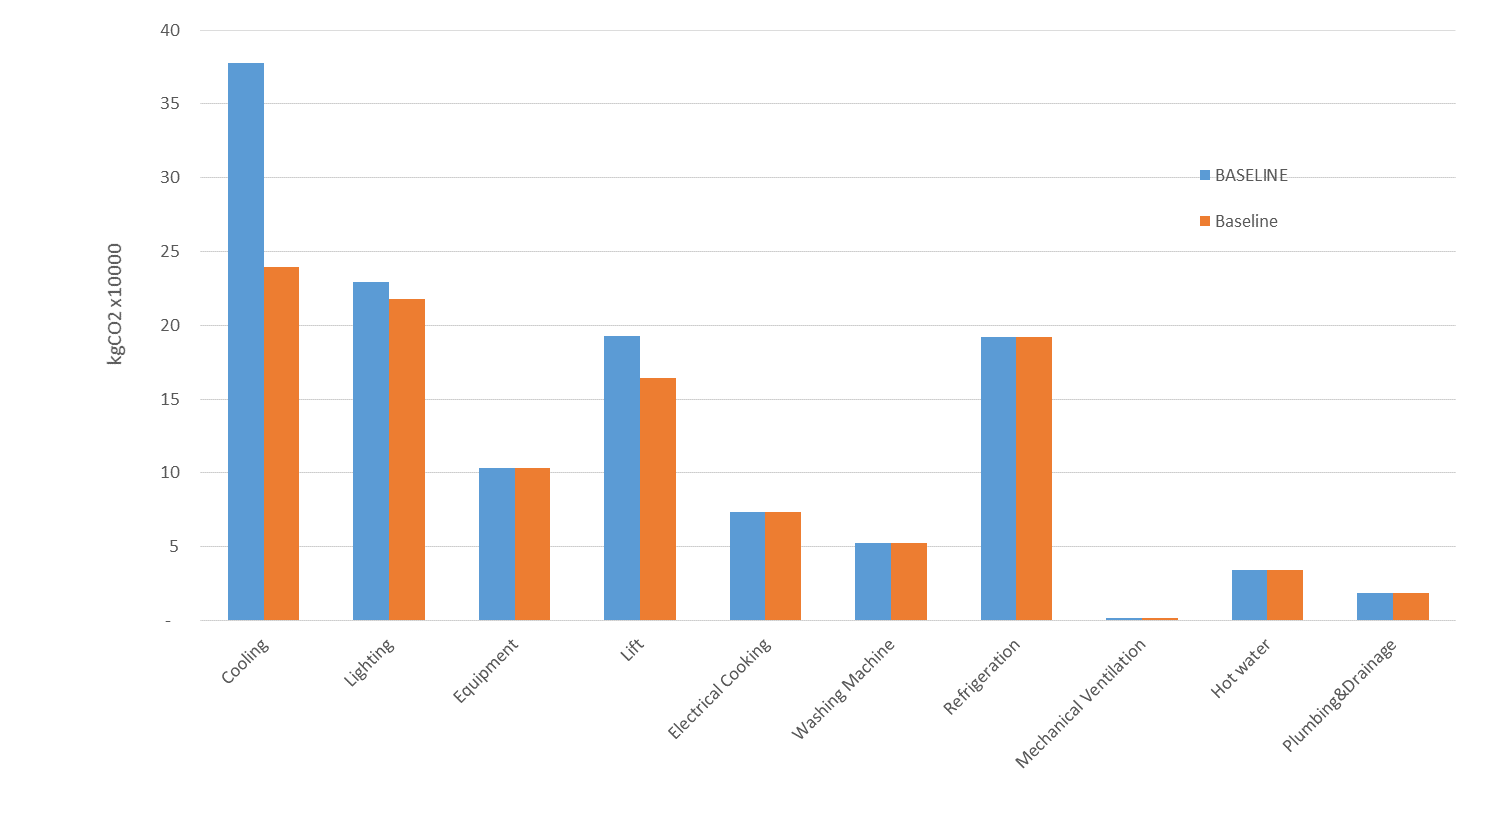 40
35
30
25
20
15
10
5
-
kgCO2 x10000
BASELINE
Baseline
Cooling
Lighting
Equipment
Lift
Electrical Cooking
Washing Machine
Refrigeration
Mechanical Ventilation
Hot water
Plumbing&Drainage